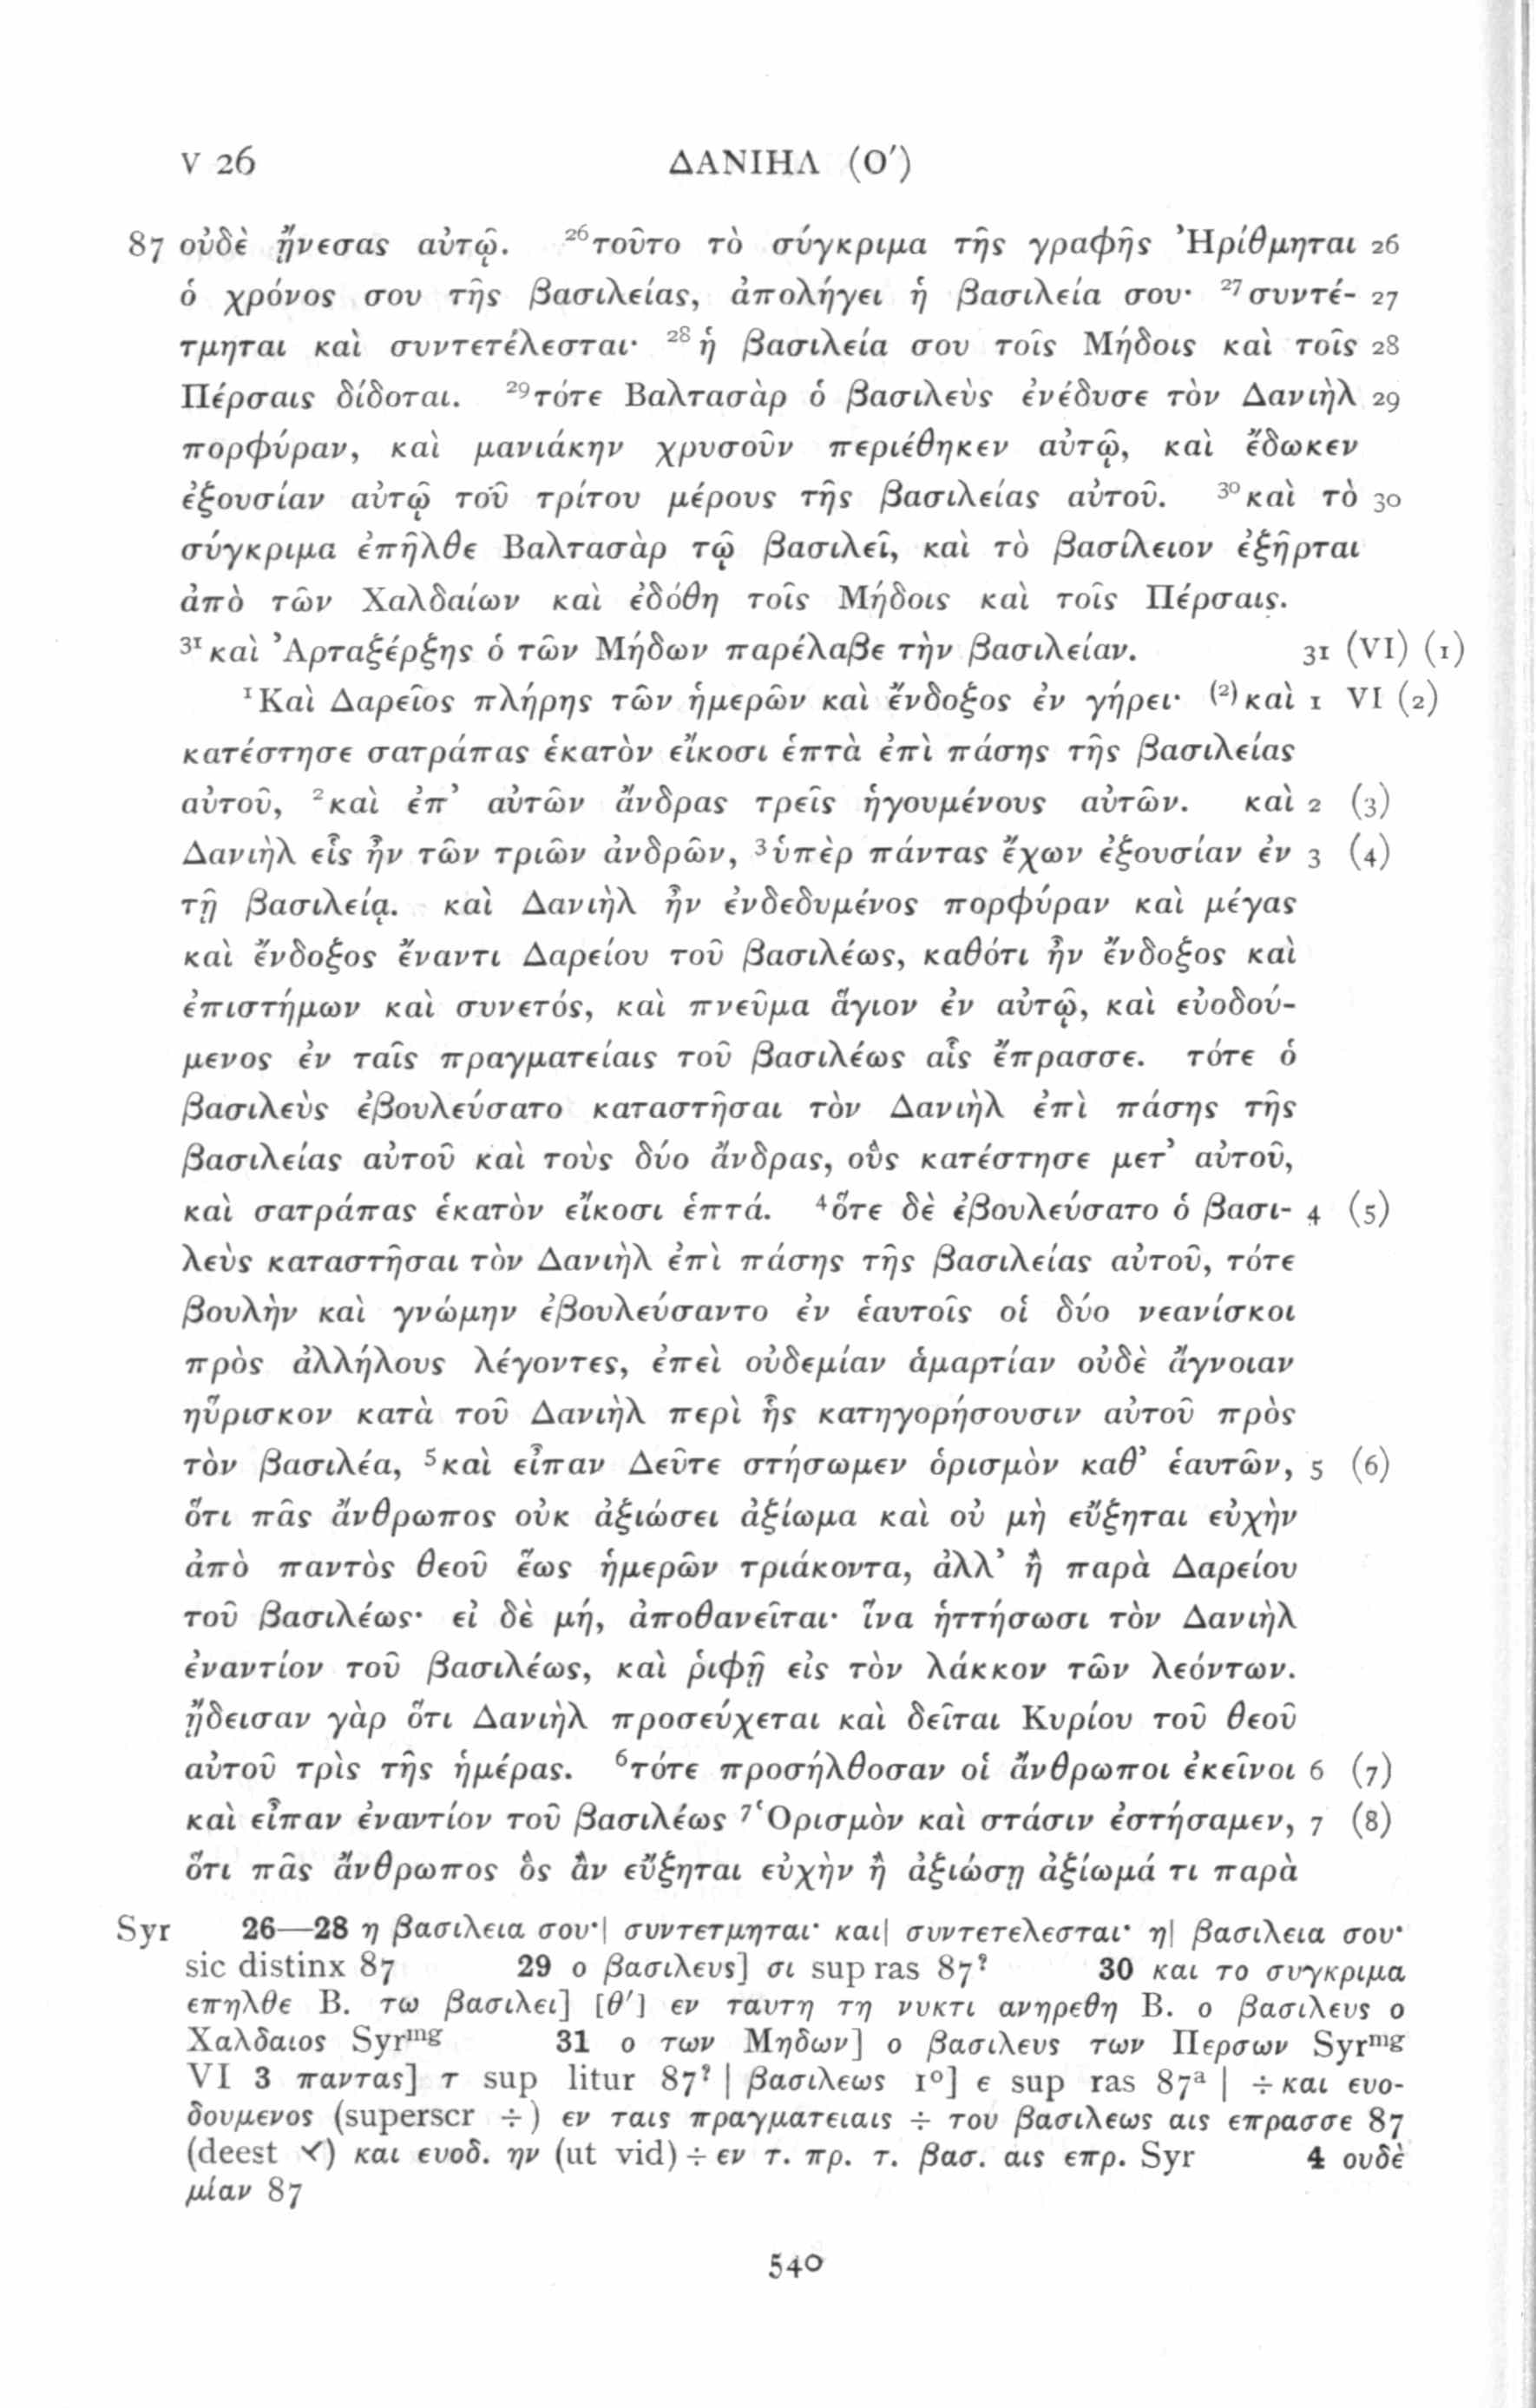 V 26 ΔΑΝΙΗΛ (Ο′)
87 οὐδὲ ᾔνεσας αὐτῷ. ²⁶τοῦτο τὸ σύγκριμα τῆς γραφῆς Ἠρίθμηται 26
ὁ χρόνος σου τῆς βασιλείας, ἀπολήγει ἡ βασιλεία σου· ²⁷συντέ- 27
τμηται καὶ συντετέλεσται· ²⁸ἡ βασιλεία σου τοῖς Μήδοις καὶ τοῖς 28
Πέρσαις δίδοται. ²⁹τότε Βαλτασὰρ ὁ βασιλεὺς ἐνέδυσε τὸν Δανιὴλ 29
πορφύραν, καὶ μανιάκην χρυσοῦν περιέθηκεν αὐτῷ, καὶ ἔδωκεν
ἐξουσίαν αὐτῷ τοῦ τρίτου μέρους τῆς βασιλείας αὐτοῦ. ³⁰καὶ τὸ 30
σύγκριμα ἐπῆλθε Βαλτασὰρ τῷ βασιλεῖ, καὶ τὸ βασίλειον ἐξῆρται
ἀπὸ τῶν Χαλδαίων καὶ ἐδόθη τοῖς Μήδοις καὶ τοῖς Πέρσαις.
³¹καὶ Ἀρταξέρξης ὁ τῶν Μήδων παρέλαβε τὴν βασιλείαν. 31 (VI) (1)
¹Καὶ Δαρεῖος πλήρης τῶν ἡμερῶν καὶ ἔνδοξος ἐν γήρει· ⁽²⁾καὶ 1 VI (2)
κατέστησε σατράπας ἑκατὸν εἴκοσι ἑπτὰ ἐπὶ πάσης τῆς βασιλείας
αὐτοῦ, ²καὶ ἐπ’ αὐτῶν ἄνδρας τρεῖς ἡγουμένους αὐτῶν. καὶ 2 (3)
Δανιὴλ εἷς ἦν τῶν τριῶν ἀνδρῶν, ³ὑπὲρ πάντας ἔχων ἐξουσίαν ἐν 3 (4)
τῇ βασιλείᾳ. καὶ Δανιὴλ ἦν ἐνδεδυμένος πορφύραν καὶ μέγας
καὶ ἔνδοξος ἔναντι Δαρείου τοῦ βασιλέως, καθότι ἦν ἔνδοξος καὶ
ἐπιστήμων καὶ συνετός, καὶ πνεῦμα ἅγιον ἐν αὐτῷ, καὶ εὐοδού-
μενος ἐν ταῖς πραγματείαις τοῦ βασιλέως αἷς ἔπρασσε. τότε ὁ
βασιλεὺς ἐβουλεύσατο καταστῆσαι τὸν Δανιὴλ ἐπὶ πάσης τῆς
βασιλείας αὐτοῦ καὶ τοὺς δύο ἄνδρας, οὓς κατέστησε μετ’ αὐτοῦ,
καὶ σατράπας ἑκατὸν εἴκοσι ἑπτά. ⁴ὅτε δὲ ἐβουλεύσατο ὁ βασι- 4 (5)
λεὺς καταστῆσαι τὸν Δανιὴλ ἐπὶ πάσης τῆς βασιλείας αὐτοῦ, τότε
βουλὴν καὶ γνώμην ἐβουλεύσαντο ἐν ἑαυτοῖς οἱ δύο νεανίσκοι
πρὸς ἀλλήλους λέγοντες, ἐπεὶ οὐδεμίαν ἁμαρτίαν οὐδὲ ἄγνοιαν
ηὕρισκον κατὰ τοῦ Δανιὴλ περὶ ἧς κατηγορήσουσιν αὐτοῦ πρὸς
τὸν βασιλέα, ⁵καὶ εἶπαν Δεῦτε στήσωμεν ὁρισμὸν καθ’ ἑαυτῶν, 5 (6)
ὅτι πᾶς ἄνθρωπος οὐκ ἀξιώσει ἀξίωμα καὶ οὐ μὴ εὔξηται εὐχὴν
ἀπὸ παντὸς θεοῦ ἕως ἡμερῶν τριάκοντα, ἀλλ’ ἢ παρὰ Δαρείου
τοῦ βασιλέως· εἰ δὲ μή, ἀποθανεῖται· ἵνα ἡττήσωσι τὸν Δανιὴλ
ἐναντίον τοῦ βασιλέως, καὶ ῥιφῇ εἰς τὸν λάκκον τῶν λεόντων.
ᾔδεισαν γὰρ ὅτι Δανιὴλ προσεύχεται καὶ δεῖται Κυρίου τοῦ θεοῦ
αὐτοῦ τρὶς τῆς ἡμέρας. ⁶τότε προσήλθοσαν οἱ ἄνθρωποι ἐκεῖνοι 6 (7)
καὶ εἶπαν ἐναντίον τοῦ βασιλέως ⁷Ὁρισμὸν καὶ στάσιν ἐστήσαμεν, 7 (8)
ὅτι πᾶς ἄνθρωπος ὃς ἂν εὔξηται εὐχὴν ἢ ἀξιώσῃ ἀξίωμά τι παρὰ
Syr 26—28 η βασιλεια σου·| συντετμηται· και| συντετελεσται· η| βασιλεια σου·
sic distinx 87 29 ο βασιλευς] σι sup ras 87? 30 και το συγκριμα
επηλθε Β. τω βασιλει] [θ′] εν ταυτη τη νυκτι ανηρεθη Β. ο βασιλευς ο
Χαλδαιος Syrᵐᵍ 31 ο των Μηδων] ο βασιλευς των Περσων Syrᵐᵍ
VI 3 παντας] τ sup litur 87? | βασιλεως 1º] ε sup ras 87ᵃ | ÷ και ευο-
δουμενος (superscr ÷) εν ταις πραγματειαις ÷ του βασιλεως αις επρασσε 87
(deest ✓) και ευοδ. ην (ut vid) ÷ εν τ. πρ. τ. βασ. αις επρ. Syr 4 ουδὲ
μίαν 87
540